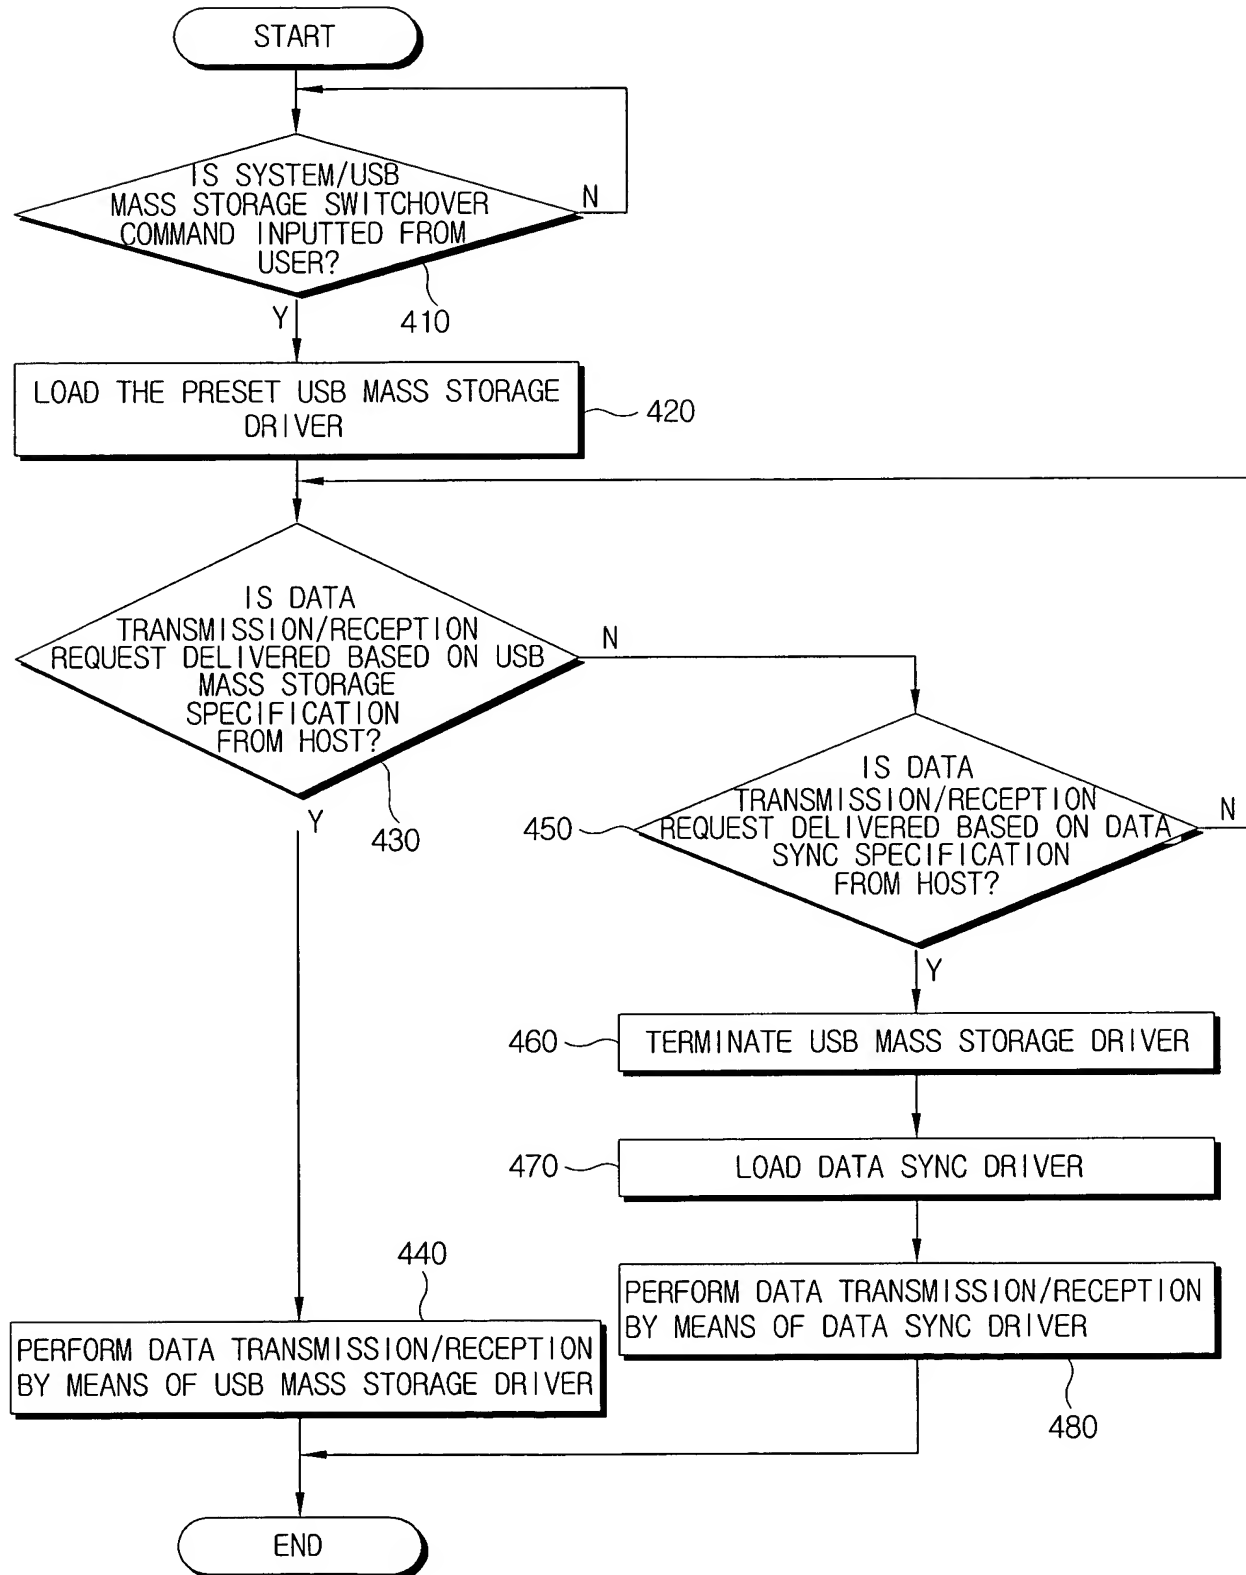 START
IS SYSTEM/USB
MASS STORAGE SWITCHOVER
COMMAND INPUTTED FROM
USER?
N
410
Y
LOAD THE PRESET USB MASS STORAGE
DRIVER
420
IS DATA
TRANSMISSION/RECEPTION
REQUEST DELIVERED BASED ON USB
MASS STORAGE
SPECIFICATION
FROM HOST?
N
430
Y
IS DATA
TRANSMISSION/RECEPTION
REQUEST DELIVERED BASED ON DATA
SYNC SPECIFICATION
FROM HOST?
N
450
Y
460
TERMINATE USB MASS STORAGE DRIVER
470
LOAD DATA SYNC DRIVER
PERFORM DATA TRANSMISSION/RECEPTION
BY MEANS OF DATA SYNC DRIVER
480
440
PERFORM DATA TRANSMISSION/RECEPTION
BY MEANS OF USB MASS STORAGE DRIVER
END